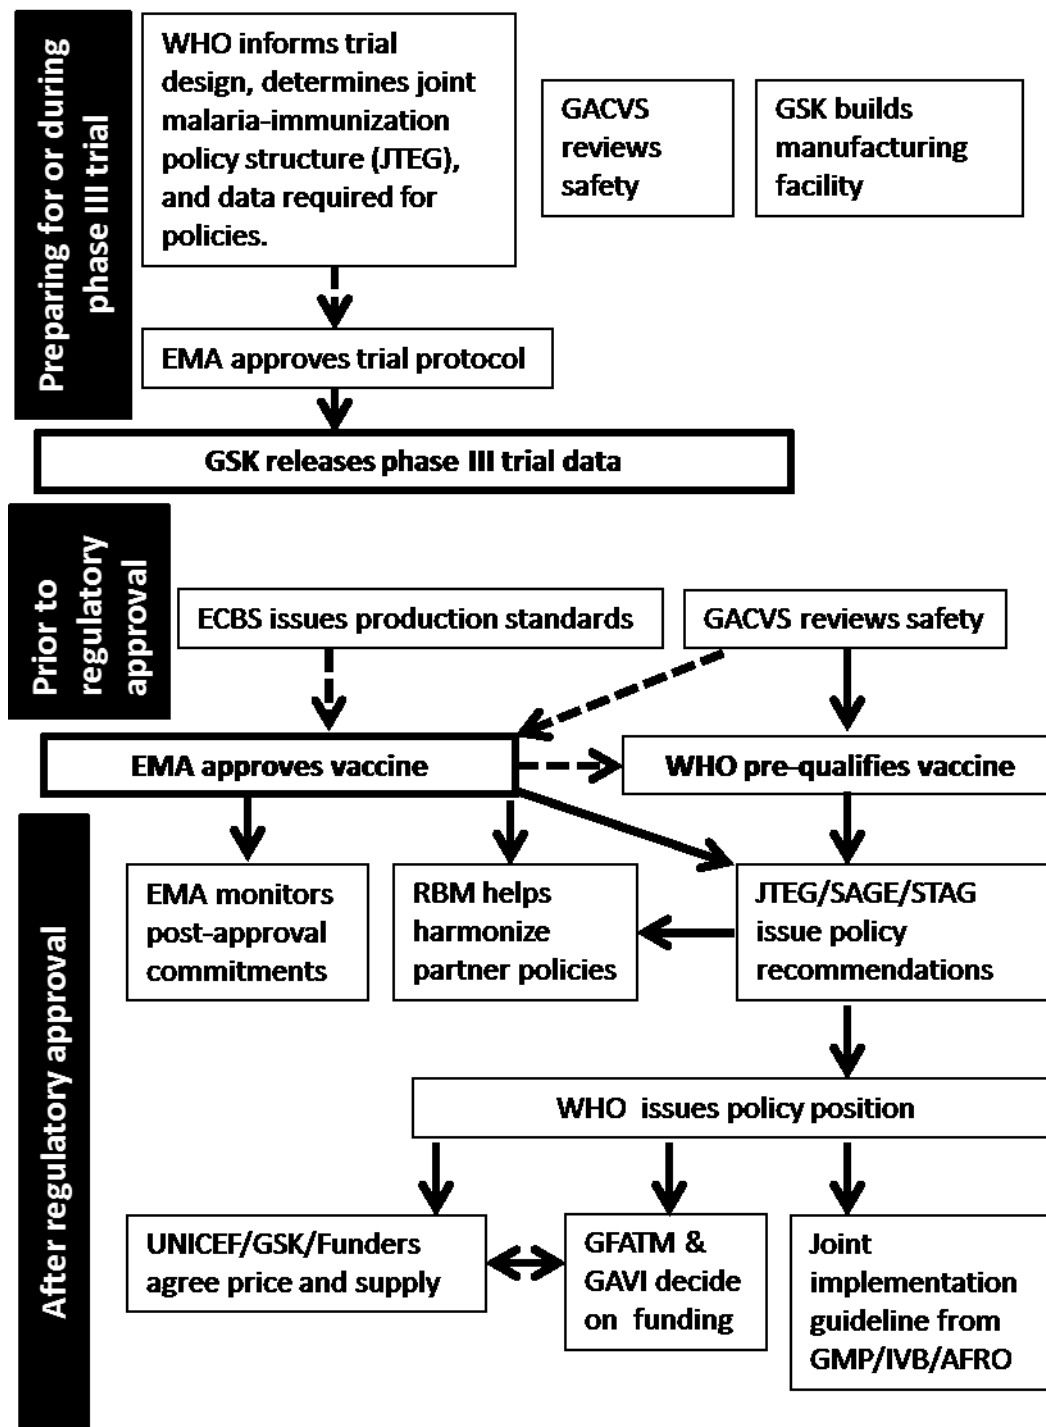 Preparing for or during
phase III trial
WHO informs trial
design, determines joint
malaria-immunization
policy structure (JTEG),
and data required for
policies.
GACVS
reviews
safety
GSK builds
manufacturing
facility
EMA approves trial protocol
GSK releases phase III trial data
Prior to
regulatory
approval
ECBS issues production standards
GACVS reviews safety
EMA approves vaccine
WHO pre-qualifies vaccine
After regulatory approval
EMA monitors
post-approval
commitments
RBM helps
harmonize
partner policies
JTEG/SAGE/STAG
issue policy
recommendations
WHO issues policy position
UNICEF/GSK/Funders
agree price and supply
GFATM &
GAVI decide
on funding
Joint
implementation
guideline from
GMP/IVB/AFRO